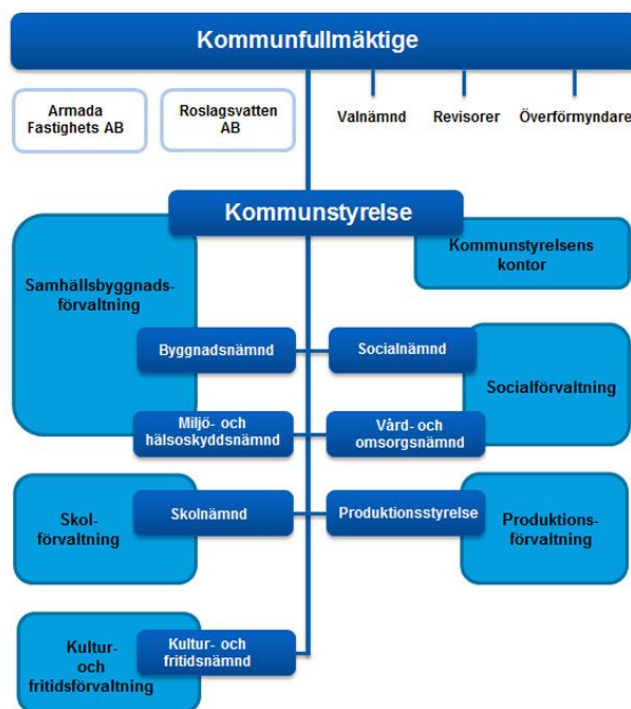 Kommunfullmäktige
Armada
Fastighets AB
Roslagsvatten
AB
Valnämnd
Revisorer
Överförmyndare
Kommunstyrelse
Kommunstyrelsens
kontor
Samhällsbyggnads-
förvaltning
Byggnadsnämnd
Socialnämnd
Socialförvaltning
Miljö- och
hälsoskyddsnämnd
Vård- och
omsorgsnämnd
Skol-
förvaltning
Skolnämnd
Produktionsstyrelse
Produktions-
förvaltning
Kultur-
och
fritidsförvaltning
Kultur- och
fritidsnämnd